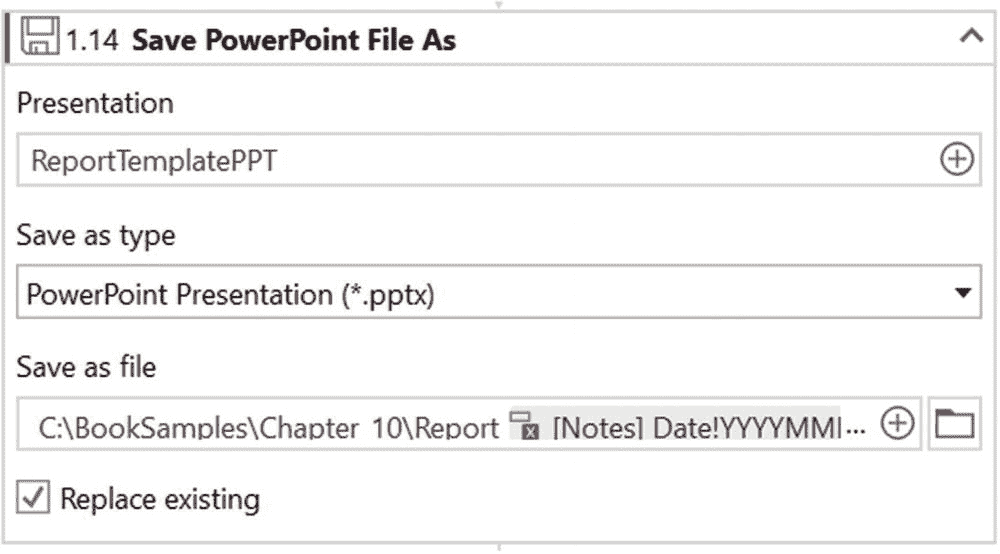 1.14 Save PowerPoint File As
Presentation
ReportTemplatePPT
Save as type
PowerPoint Presentation (*.pptx)
Save as file
C:\BookSamples\Chapter 10\Report [Notes] Date!YYYYMM...
Replace existing